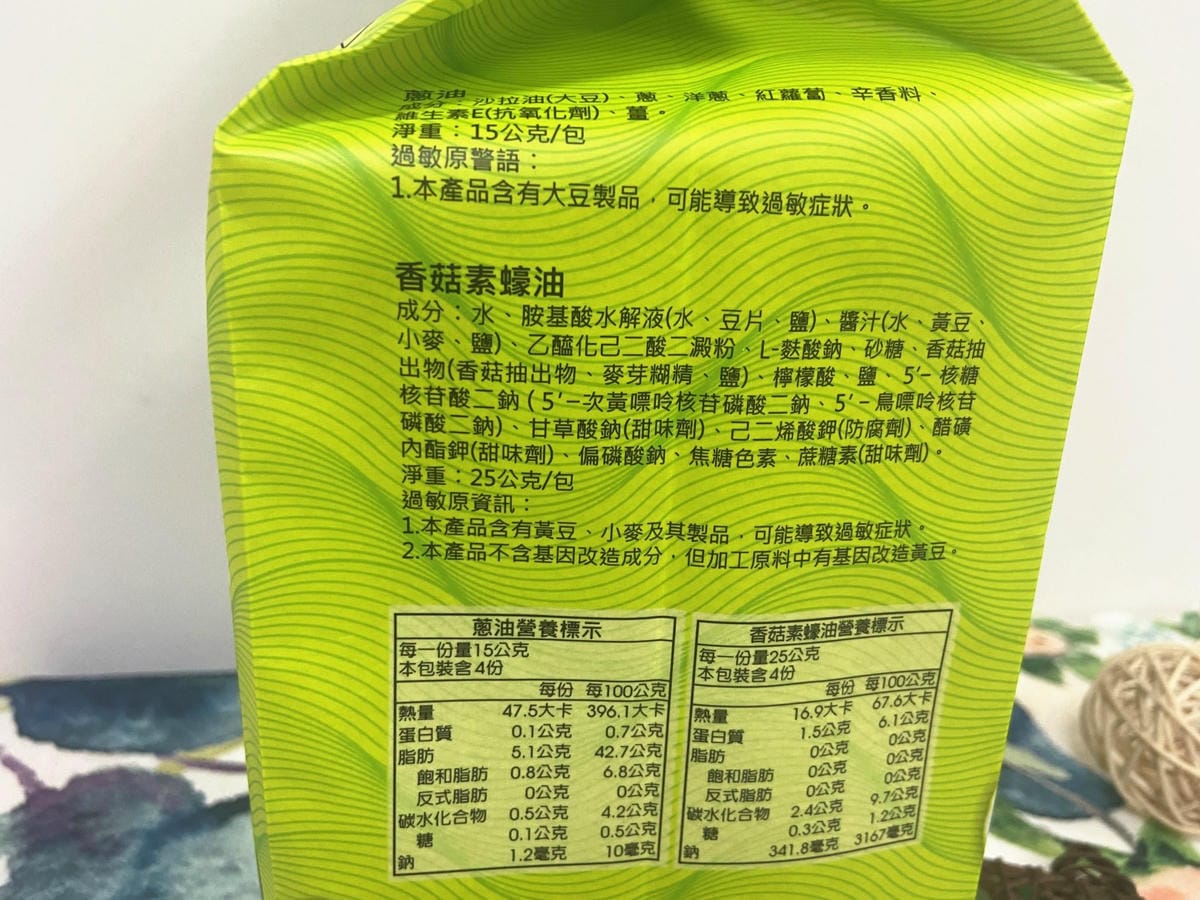 蔥油
成分：沙拉油(大豆)、蔥、洋蔥、紅蘿蔔、辛香料、
維生素E(抗氧化劑)、薑。
淨重：15公克/包
過敏原警語：
1.本產品含有大豆製品，可能導致過敏症狀。
香菇素蠔油
成分：水、胺基酸水解液(水、豆片、鹽)、醬汁(水、黃豆、
小麥、鹽)、乙醯化己二酸二澱粉、L-麩酸鈉、砂糖、香菇抽
出物(香菇抽出物、麥芽糊精、鹽)、檸檬酸、鹽、5'-核糖
核苷酸二鈉(5'-次黃嘌呤核苷磷酸二鈉、5'-鳥嘌呤核苷
磷酸二鈉)、甘草酸鈉(甜味劑)、己二烯酸鉀(防腐劑)、醋磺
內酯鉀(甜味劑)、偏磷酸鈉、焦糖色素、蔗糖素(甜味劑)。
淨重：25公克/包
過敏原資訊：
1.本產品含有黃豆、小麥及其製品，可能導致過敏症狀。
2.本產品不含基因改造成分，但加工原料中有基因改造黃豆。
蔥油營養標示
每一份量15公克
本包裝含4份
每份 每100公克
熱量 47.5大卡 396.1大卡
蛋白質 0.1公克 0.7公克
脂肪 5.1公克 42.7公克
飽和脂肪 0.8公克 6.8公克
反式脂肪 0公克 0公克
碳水化合物 0.5公克 4.2公克
糖 0.1公克 0.5公克
鈉 1.2毫克 10毫克
香菇素蠔油營養標示
每一份量25公克
本包裝含4份
每份 每100公克
熱量 16.9大卡 67.6大卡
蛋白質 1.5公克 6.1公克
脂肪 0公克 0公克
飽和脂肪 0公克 0公克
反式脂肪 0公克 0公克
碳水化合物 2.4公克 9.7公克
糖 0.3公克 1.2公克
鈉 341.8毫克 3167毫克